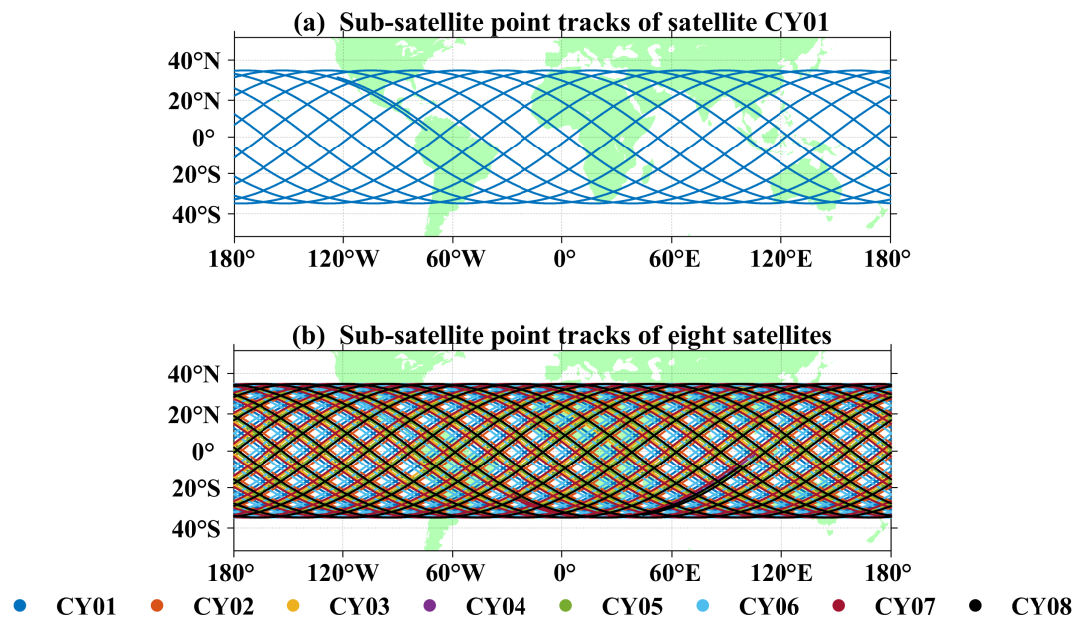 (a) Sub-satellite point tracks of satellite CY01
40°N
20°N
0°
20°S
40°S
180° 120°W 60°W 0° 60°E 120°E 180°
(b) Sub-satellite point tracks of eight satellites
40°N
20°N
0°
20°S
40°S
180° 120°W 60°W 0° 60°E 120°E 180°
CY01 CY02 CY03 CY04 CY05 CY06 CY07 CY08